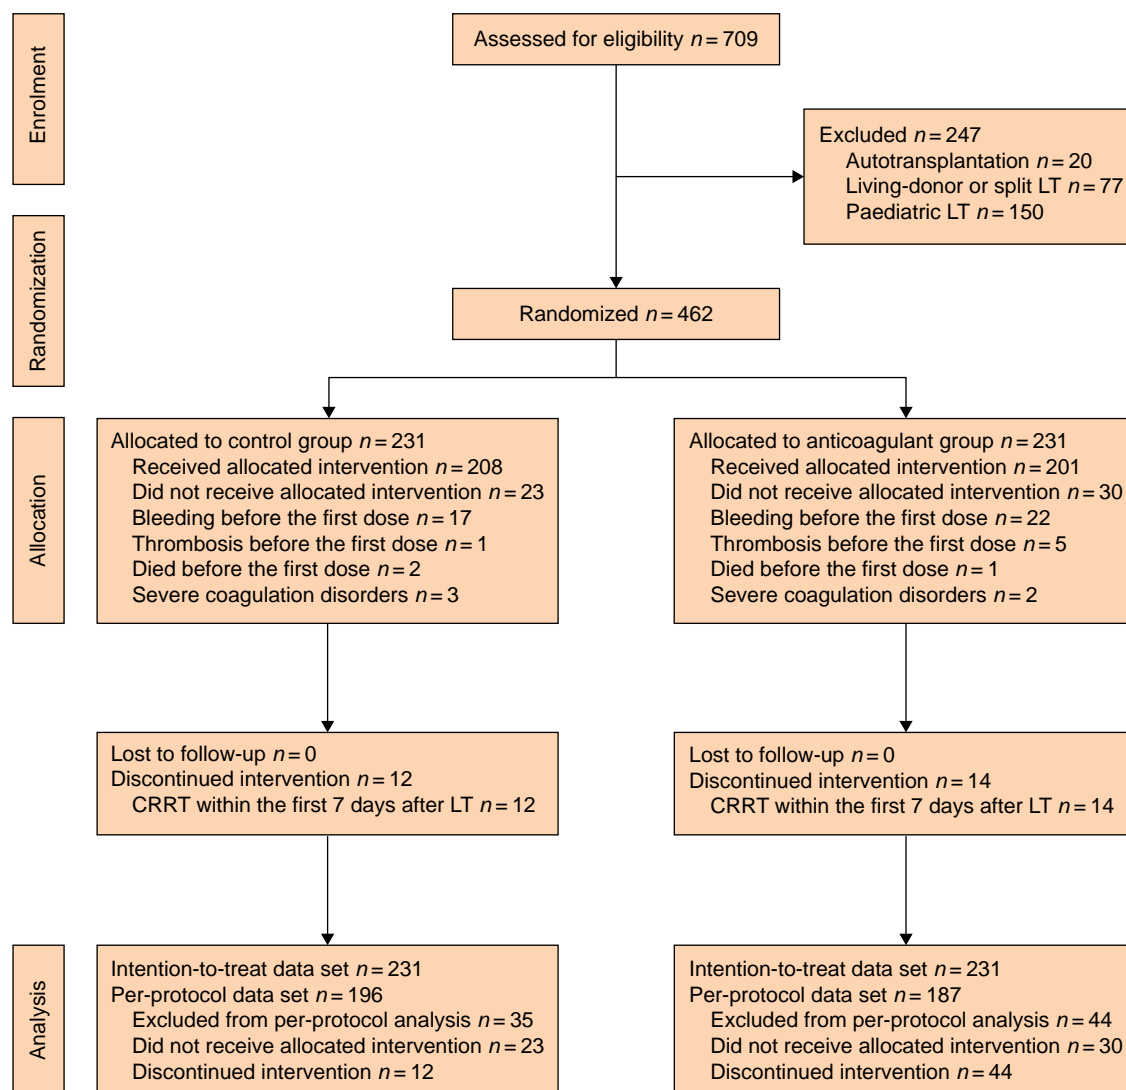 Enrolment
Assessed for eligibility n = 709
Excluded n = 247
Autotransplantation n = 20
Living-donor or split LT n = 77
Paediatric LT n = 150
Randomization
Randomized n = 462
Allocation
Allocated to control group n = 231
Received allocated intervention n = 208
Did not receive allocated intervention n = 23
Bleeding before the first dose n = 17
Thrombosis before the first dose n = 1
Died before the first dose n = 2
Severe coagulation disorders n = 3
Allocated to anticoagulant group n = 231
Received allocated intervention n = 201
Did not receive allocated intervention n = 30
Bleeding before the first dose n = 22
Thrombosis before the first dose n = 5
Died before the first dose n = 1
Severe coagulation disorders n = 2
Lost to follow-up n = 0
Discontinued intervention n = 12
CRRT within the first 7 days after LT n = 12
Lost to follow-up n = 0
Discontinued intervention n = 14
CRRT within the first 7 days after LT n = 14
Analysis
Intention-to-treat data set n = 231
Per-protocol data set n = 196
Excluded from per-protocol analysis n = 35
Did not receive allocated intervention n = 23
Discontinued intervention n = 12
Intention-to-treat data set n = 231
Per-protocol data set n = 187
Excluded from per-protocol analysis n = 44
Did not receive allocated intervention n = 30
Discontinued intervention n = 44